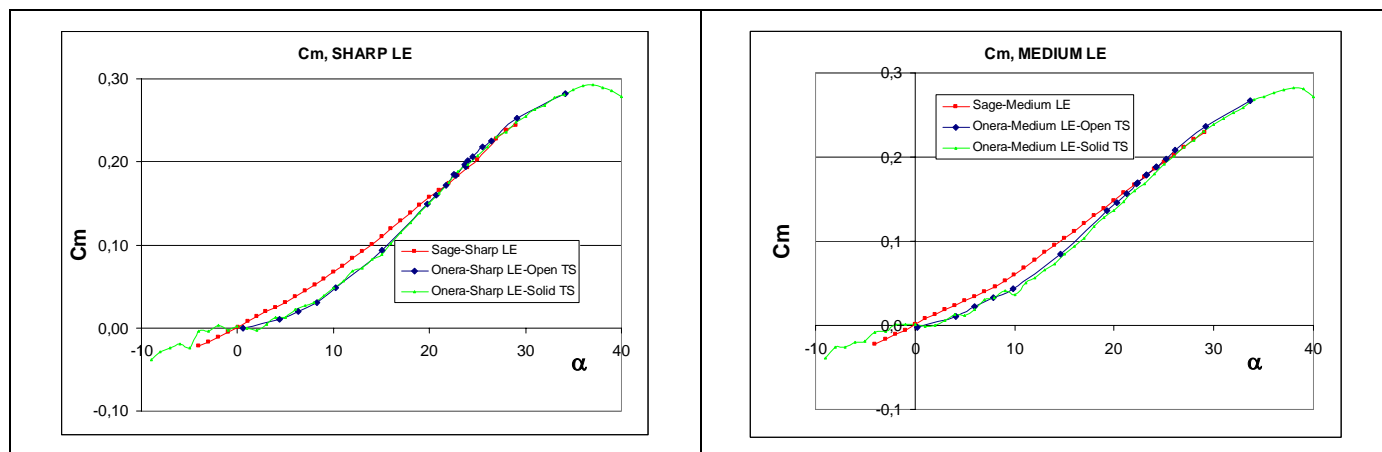 Cm, SHARP LE
0,30
0,20
0,10
0,00
-0,10
-10
0
10
20
30
40
α
Cm
Sage-Sharp LE
Onera-Sharp LE-Open TS
Onera-Sharp LE-Solid TS
Cm, MEDIUM LE
0,3
0,2
0,1
0,0
-0,1
-10
0
10
20
30
40
α
Cm
Sage-Medium LE
Onera-Medium LE-Open TS
Onera-Medium LE-Solid TS